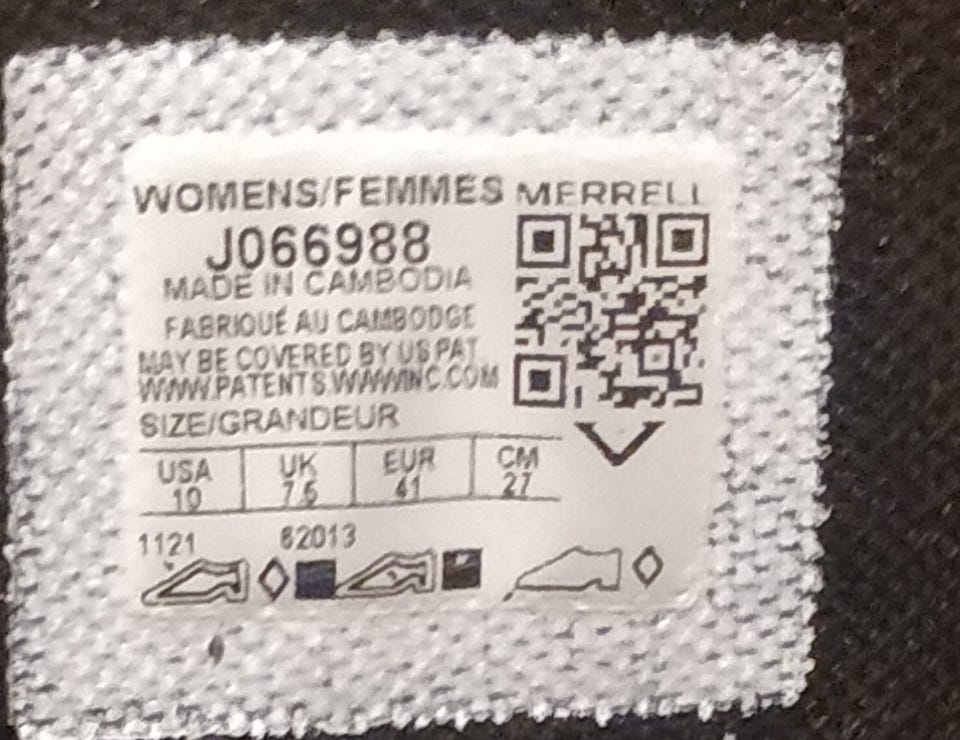 WOMENS/FEMMES MERRELL
J066988
MADE IN CAMBODIA
FABRIQUÉ AU CAMBODGE
MAY BE COVERED BY US PAT
WWW.PATENTS.WWWINC.COM
SIZE/GRANDEUR
USA UK EUR CM
10 7.5 41 27
1121 62013